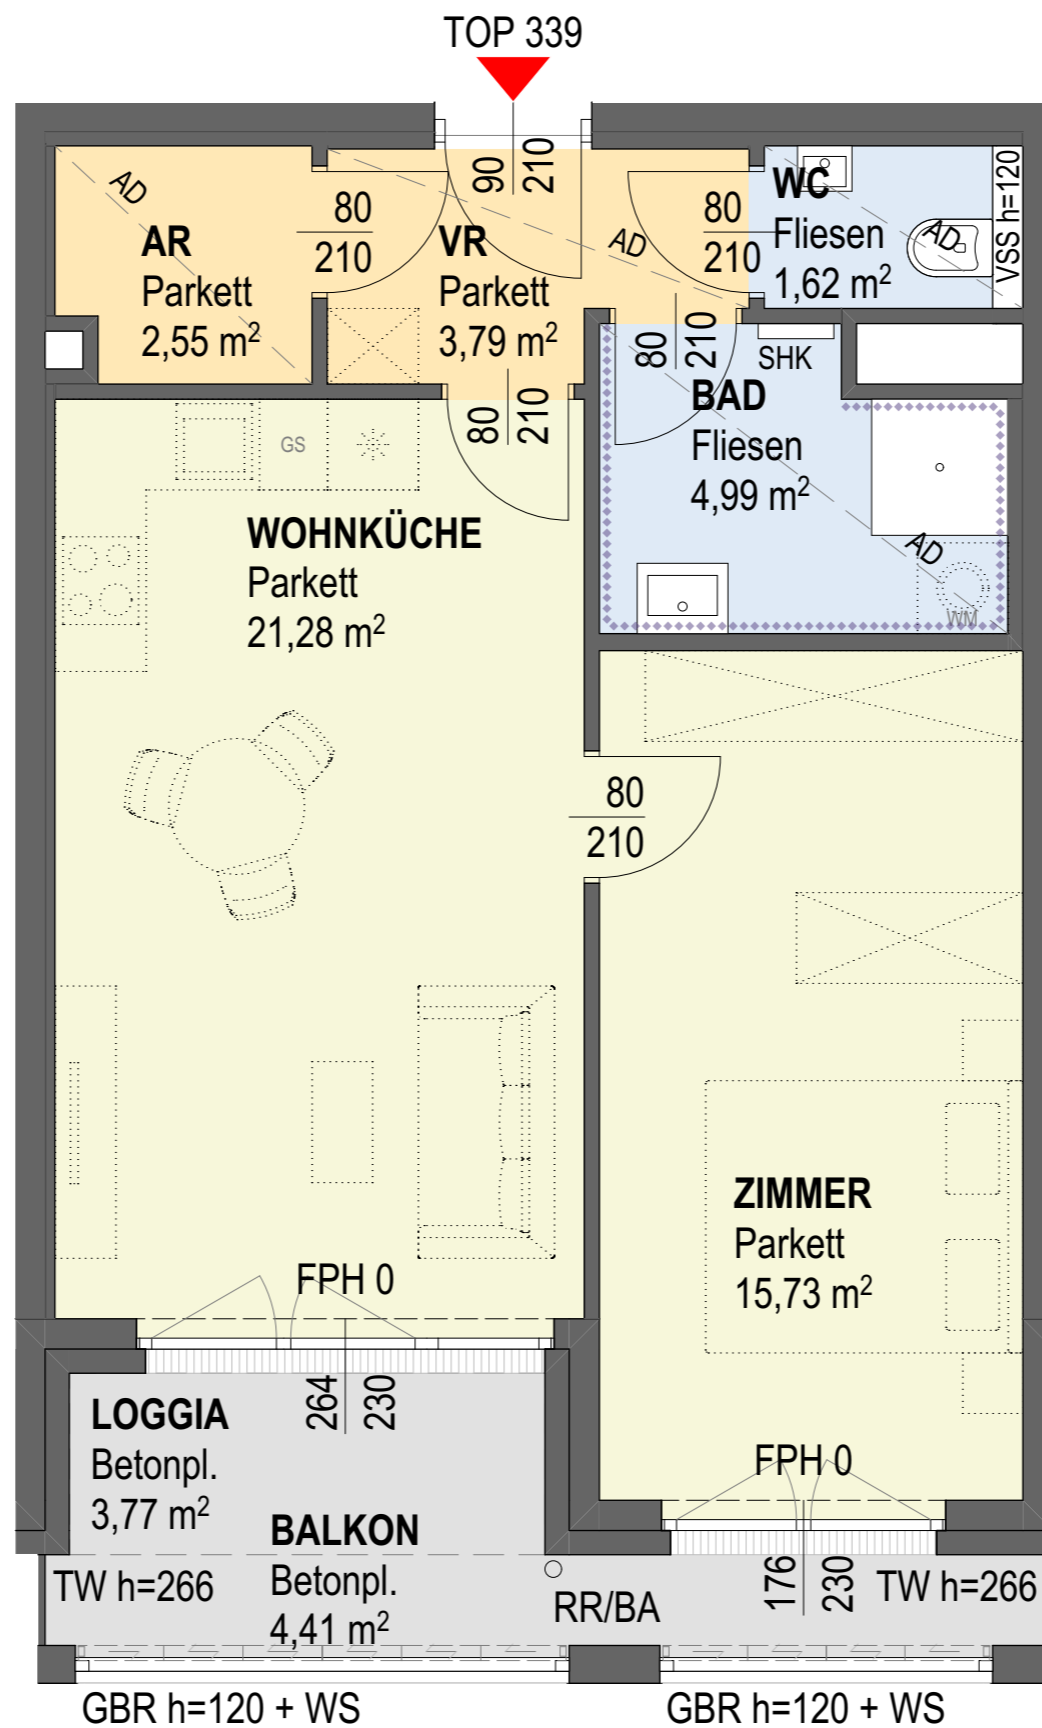 TOP 339
90
210
AD
AR
Parkett
2,55 m²
80
210
VR
Parkett
3,79 m²
AD
80
210
WC
Fliesen
1,62 m²
AD
VSS h=120
80
210
SHK
BAD
Fliesen
4,99 m²
AD
WM
80
210
GS
WOHNKÜCHE
Parkett
21,28 m²
80
210
ZIMMER
Parkett
15,73 m²
FPH 0
264
230
LOGGIA
Betonpl.
3,77 m²
FPH 0
176
230
BALKON
Betonpl.
4,41 m²
TW h=266
RR/BA
TW h=266
GBR h=120 + WS
GBR h=120 + WS